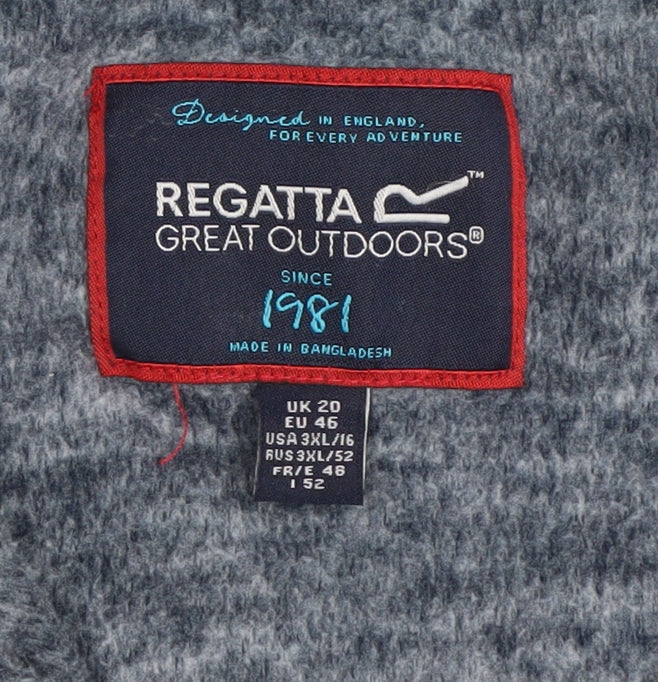 Designed IN ENGLAND,
FOR EVERY ADVENTURE
REGATTA ™
GREAT OUTDOORS®
SINCE
1981
MADE IN BANGLADESH
UK 20
EU 46
USA 3XL/16
RUS 3XL/52
FR/E 48
I 52